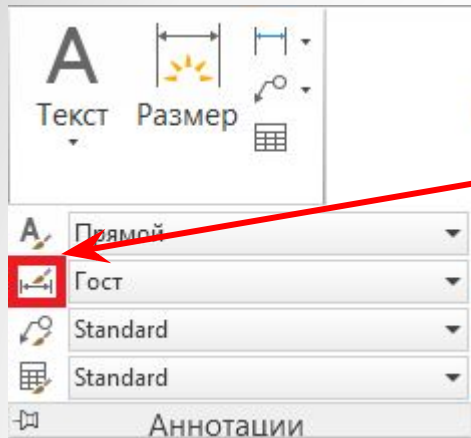 Текст Размер
Прямой
Гост
Standard
Standard
Аннотации